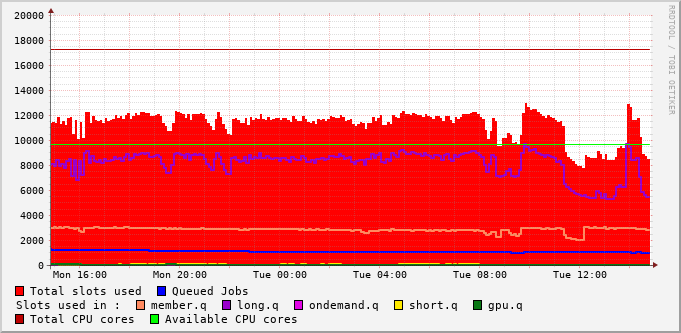 20000
18000
16000
14000
12000
10000
8000
6000
4000
2000
0
Mon 16:00 Mon 20:00 Tue 00:00 Tue 04:00 Tue 08:00 Tue 12:00
RRDTOOL / TOBI OETIKER
Total slots used Queued Jobs
Slots used in : member.q long.q ondemand.q short.q gpu.q
Total CPU cores Available CPU cores